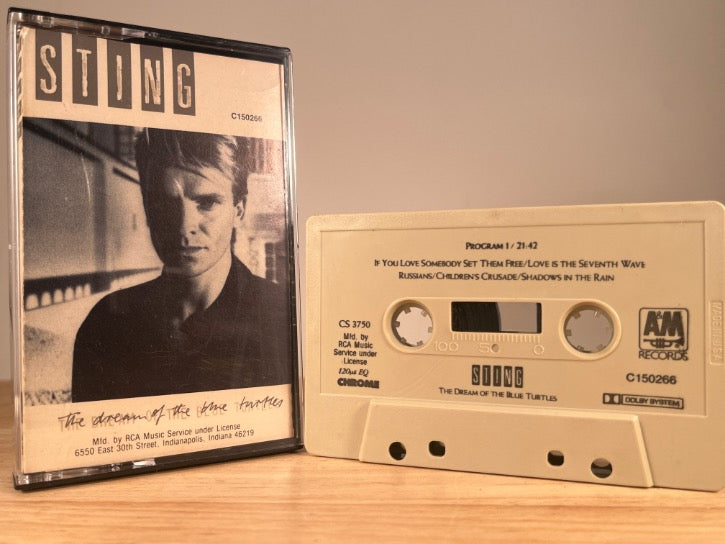 STING
C150266
the dream of the blue turtles
Mfd. by RCA Music Service under License
6550 East 30th Street, Indianapolis, Indiana 46219
PROGRAM 1 / 21:42
IF YOU LOVE SOMEBODY SET THEM FREE/LOVE IS THE SEVENTH WAVE
RUSSIANS/CHILDREN'S CRUSADE/SHADOWS IN THE RAIN
CS 3750
Mfd. by
RCA Music
Service under
License
120µs EQ
CHROME
100 50 0
STING
THE DREAM OF THE BLUE TURTLES
A&M
RECORDS
C150266
DOLBY SYSTEM